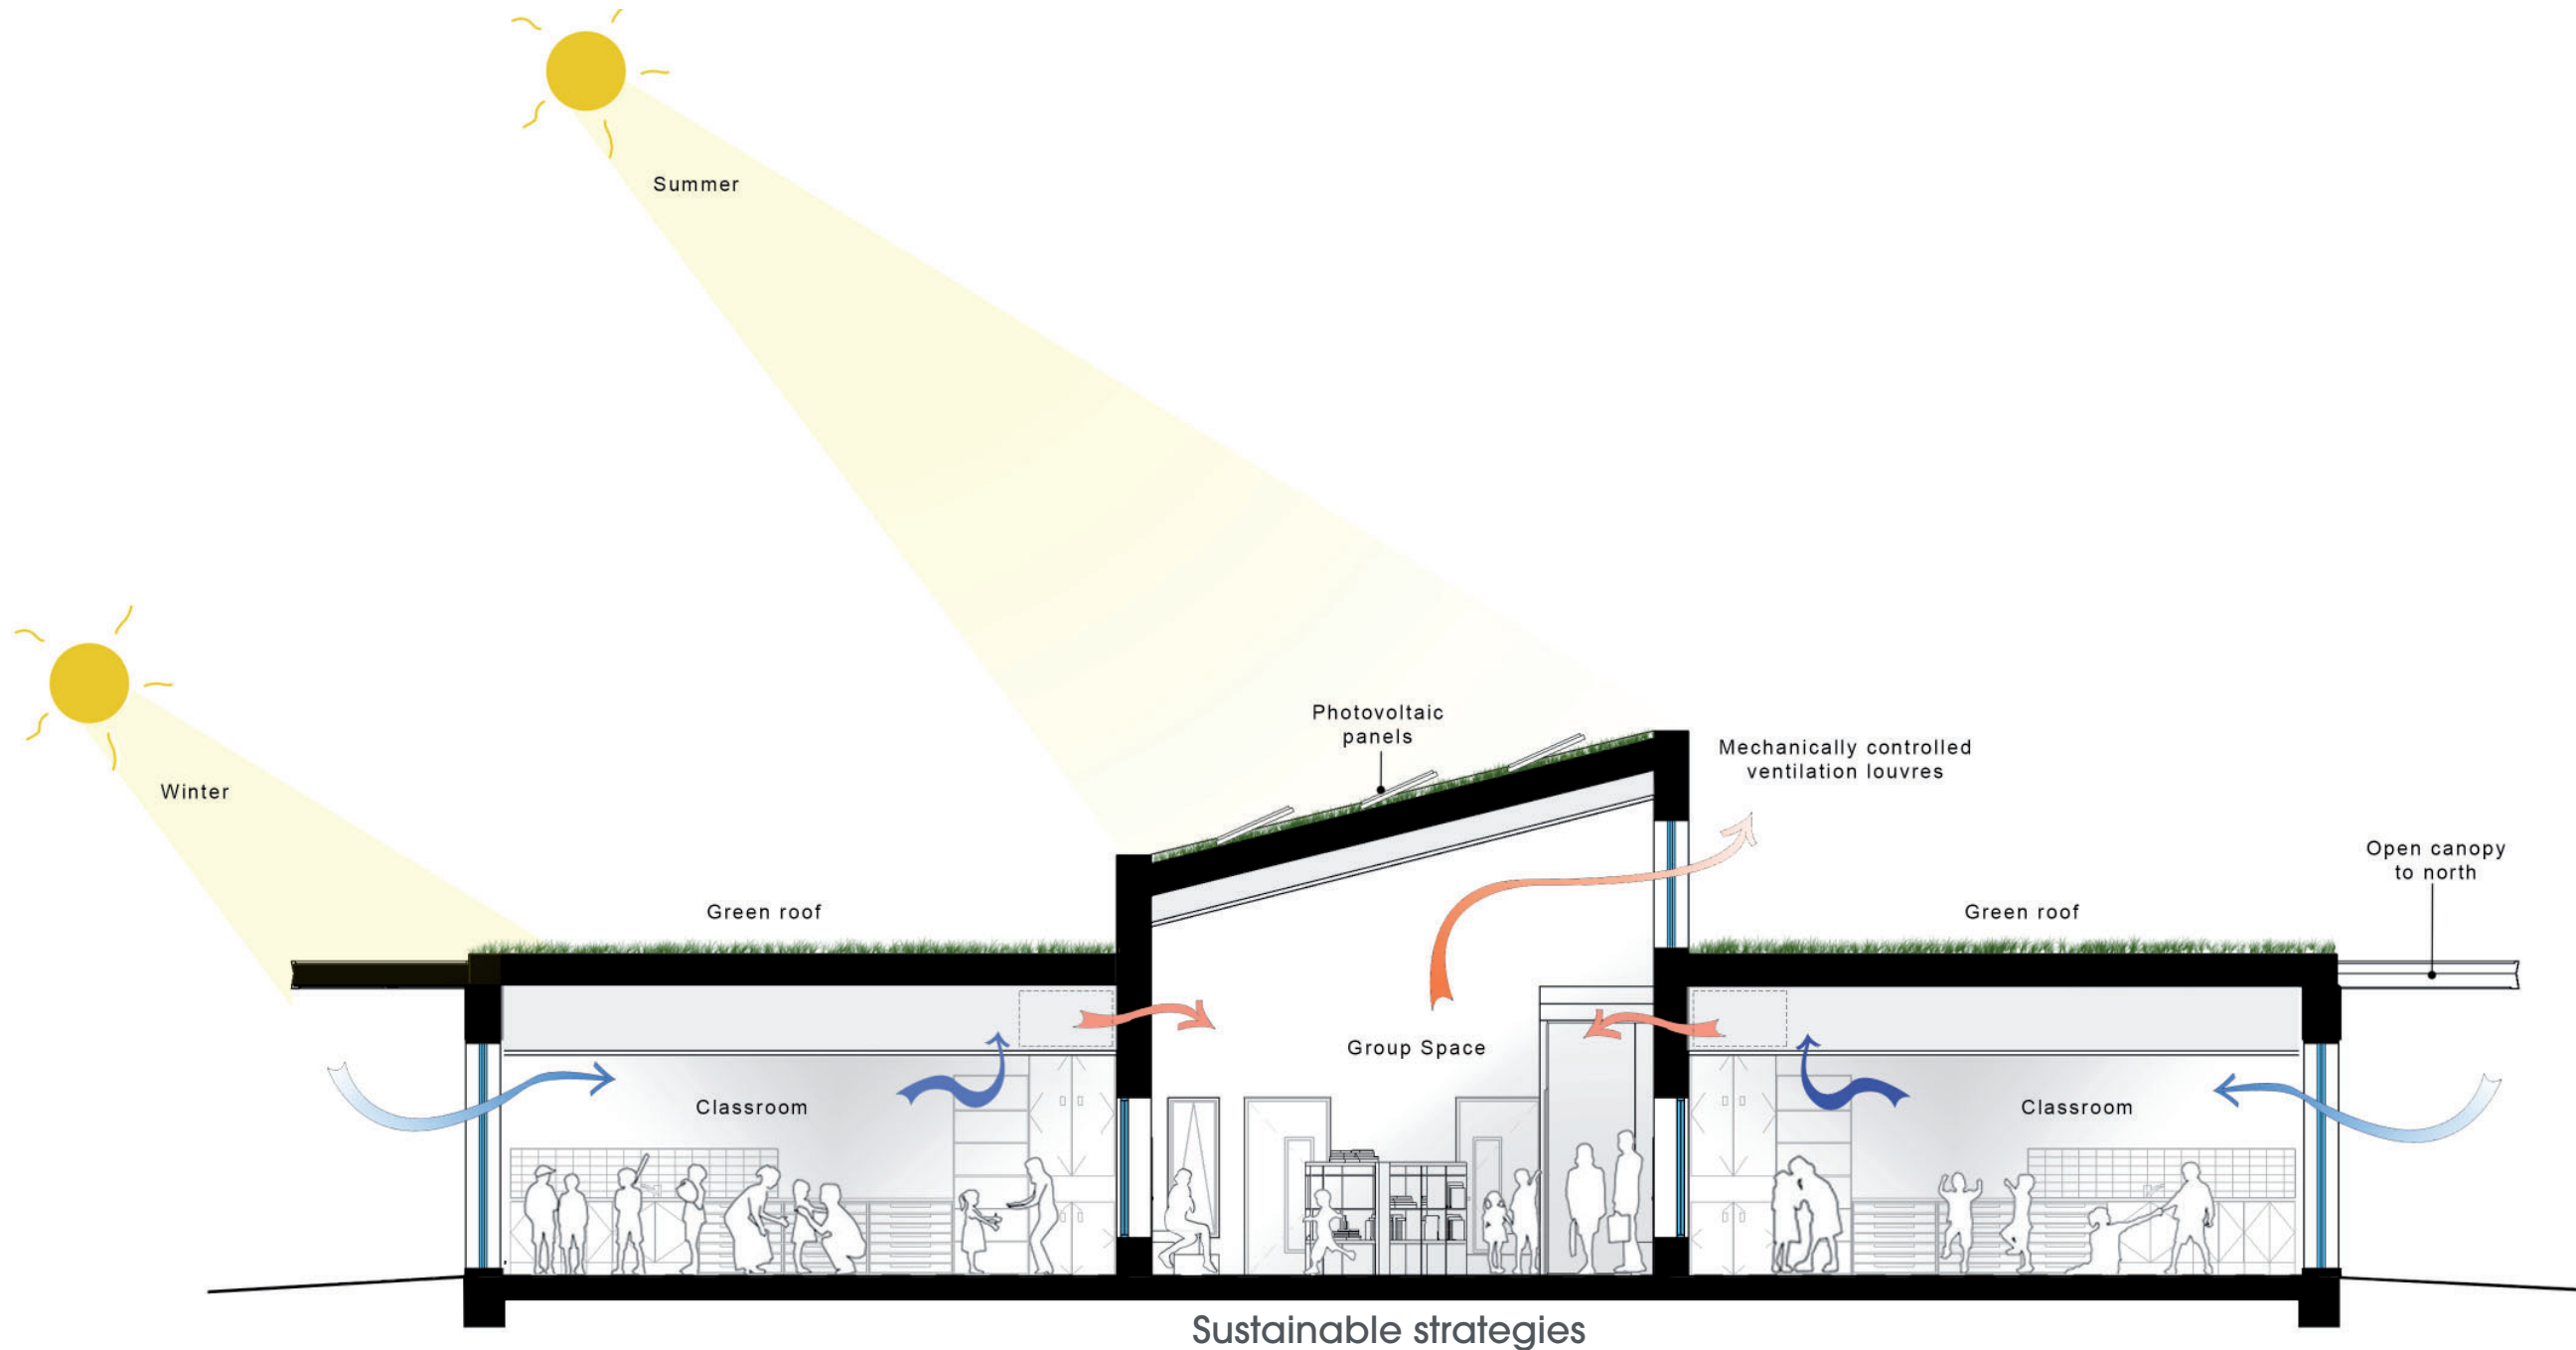 Summer
Winter
Photovoltaic
panels
Mechanically controlled
ventilation louvres
Open canopy
to north
Green roof
Green roof
Group Space
Classroom
Classroom
Sustainable strategies